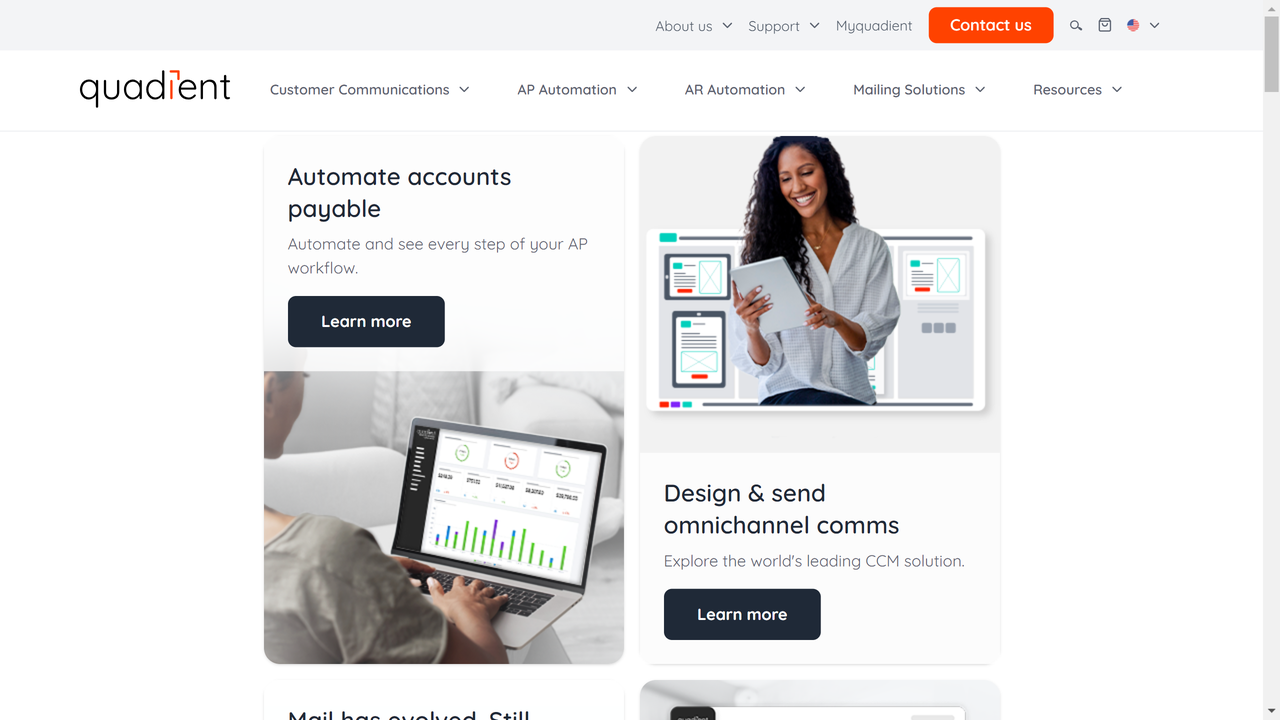 About us
Support
Myquadient
Contact us
quadient
Customer Communications
AP Automation
AR Automation
Mailing Solutions
Resources
Automate accounts
payable
Automate and see every step of your AP
workflow.
Learn more
Design & send
omnichannel comms
Explore the world's leading CCM solution.
Learn more
Mail has evolved. Still
quadient